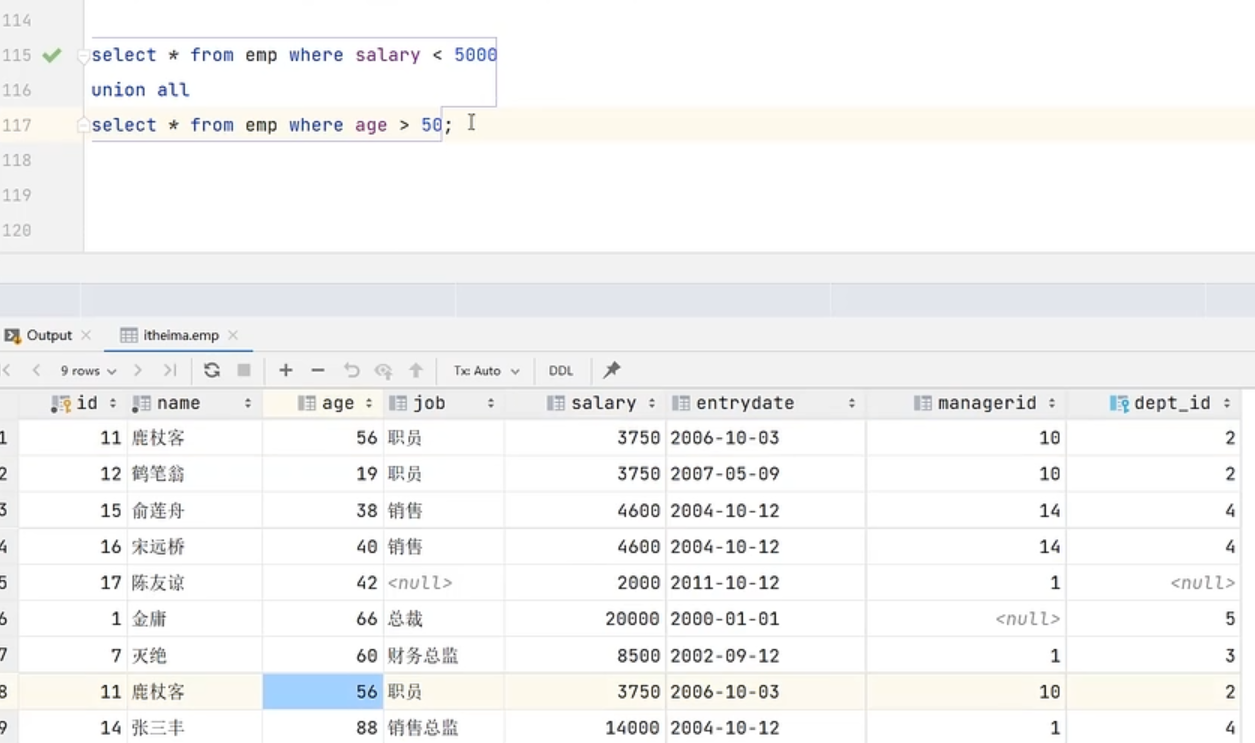 114
115 select * from emp where salary < 5000
116 union all
117 select * from emp where age > 50;
118
119
120
Output itheima.emp
9 rows Tx: Auto DDL
id name age job salary entrydate managerid dept_id
1 11 鹿杖客 56 职员 3750 2006-10-03 10 2
2 12 鹤笔翁 19 职员 3750 2007-05-09 10 2
3 15 俞莲舟 38 销售 4600 2004-10-12 14 4
4 16 宋远桥 40 销售 4600 2004-10-12 14 4
5 17 陈友谅 42 <null> 2000 2011-10-12 1 <null>
6 1 金庸 66 总裁 20000 2000-01-01 <null> 5
7 7 灭绝 60 财务总监 8500 2002-09-12 1 3
8 11 鹿杖客 56 职员 3750 2006-10-03 10 2
9 14 张三丰 88 销售总监 14000 2004-10-12 1 4